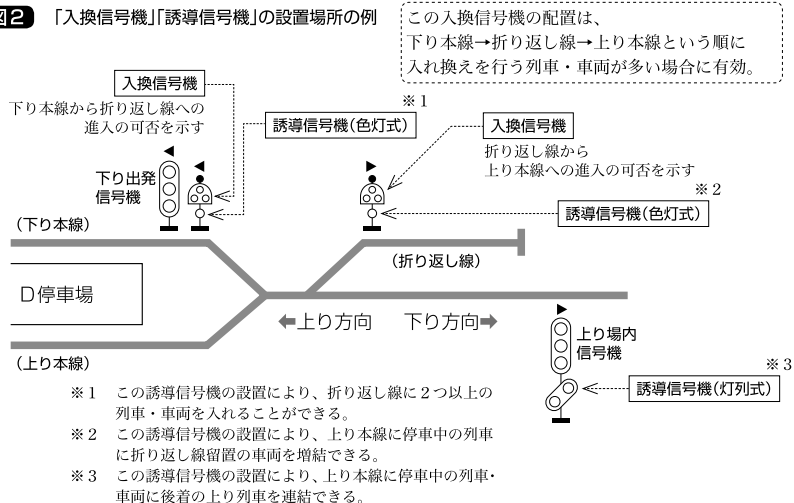 図2 「入換信号機」「誘導信号機」の設置場所の例
この入換信号機の配置は、
下り本線→折り返し線→上り本線という順に
入れ換えを行う列車・車両が多い場合に有効。
入換信号機
下り本線から折り返し線への
進入の可否を示す
※1
誘導信号機(色灯式)
入換信号機
折り返し線から
上り本線への進入の可否を示す
※2
誘導信号機(色灯式)
下り出発
信号機
(下り本線)
(折り返し線)
D停車場
上り方向
下り方向
(上り本線)
上り場内
信号機
※3
誘導信号機(灯列式)
※1 この誘導信号機の設置により、折り返し線に2つ以上の
列車・車両を入れることができる。
※2 この誘導信号機の設置により、上り本線に停車中の列車
に折り返し線留置の車両を増結できる。
※3 この誘導信号機の設置により、上り本線に停車中の列車・
車両に後着の上り列車を連結できる。